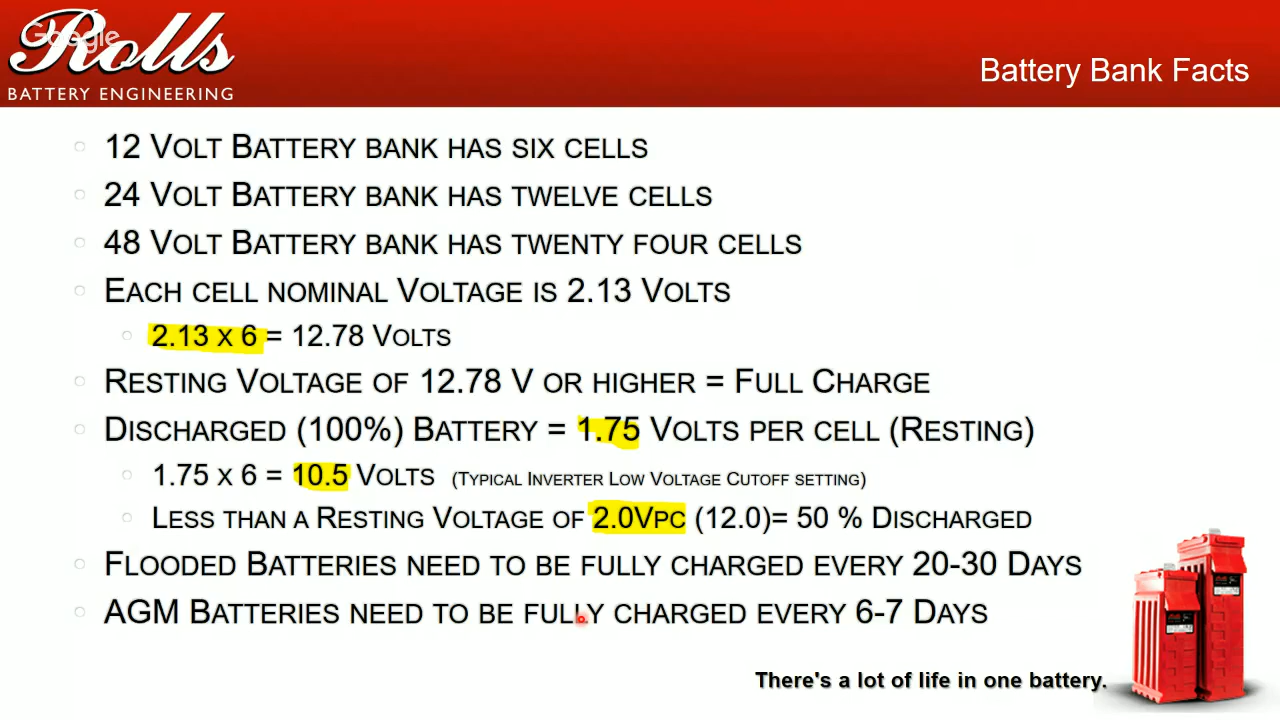 Rolls
Google
BATTERY ENGINEERING
Battery Bank Facts
12 VOLT BATTERY BANK HAS SIX CELLS
24 VOLT BATTERY BANK HAS TWELVE CELLS
48 VOLT BATTERY BANK HAS TWENTY FOUR CELLS
EACH CELL NOMINAL VOLTAGE IS 2.13 VOLTS
2.13 X 6 = 12.78 VOLTS
RESTING VOLTAGE OF 12.78 V OR HIGHER = FULL CHARGE
DISCHARGED (100%) BATTERY = 1.75 VOLTS PER CELL (RESTING)
1.75 X 6 = 10.5 VOLTS (TYPICAL INVERTER LOW VOLTAGE CUTOFF SETTING)
LESS THAN A RESTING VOLTAGE OF 2.0VPC (12.0)= 50 % DISCHARGED
FLOODED BATTERIES NEED TO BE FULLY CHARGED EVERY 20-30 DAYS
AGM BATTERIES NEED TO BE FULLY CHARGED EVERY 6-7 DAYS
There's a lot of life in one battery.